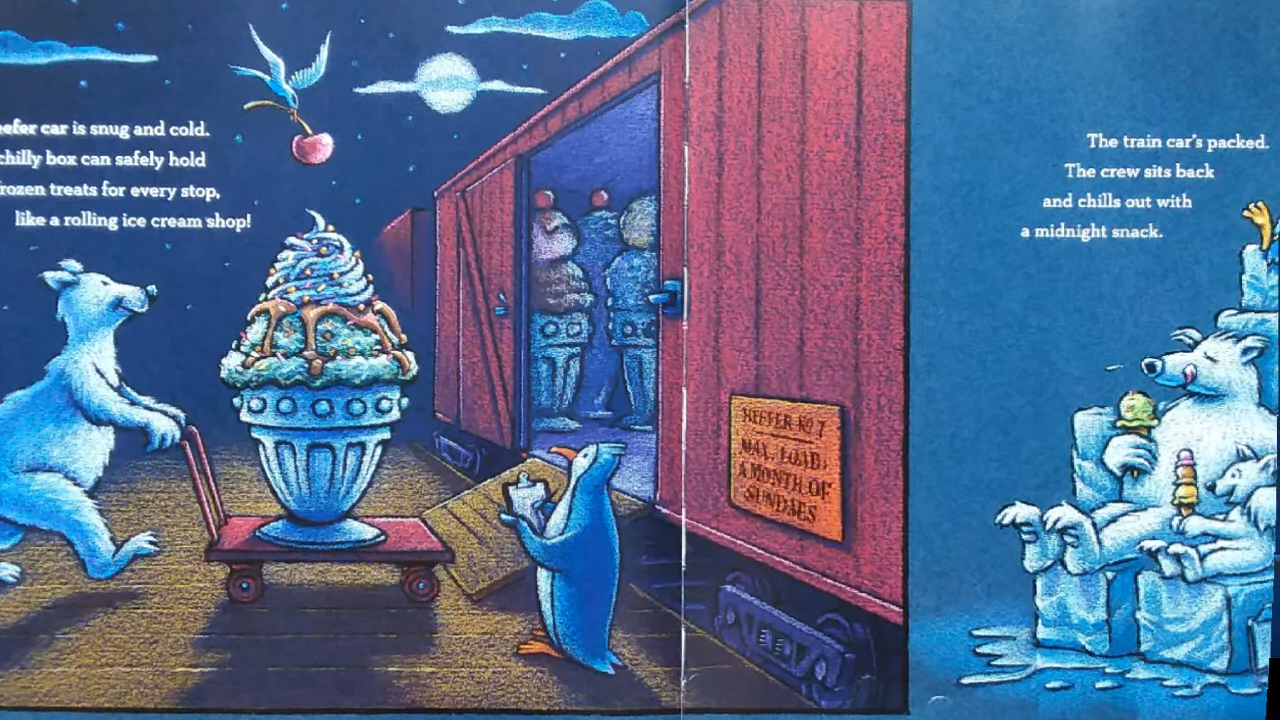 eefer car is snug and cold.
chilly box can safely hold
rozen treats for every stop,
like a rolling ice cream shop!
REEFER NO. 7
MAX. LOAD:
A MONTH OF
SUNDAES
The train car's packed.
The crew sits back
and chills out with
a midnight snack.